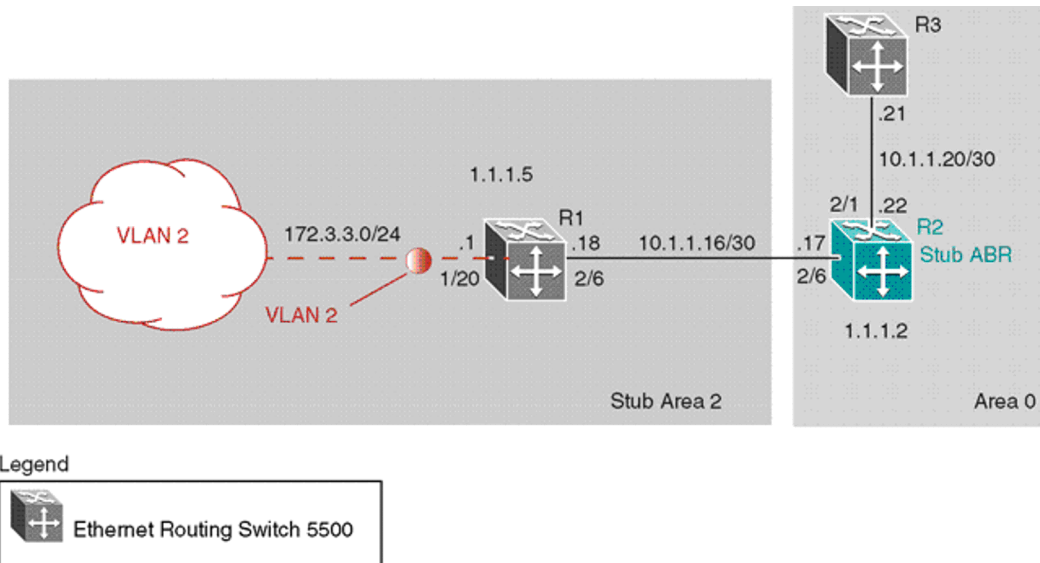 R3
.21
10.1.1.20/30
1.1.1.5
2/1
.22
R1
R2
VLAN 2
172.3.3.0/24
.1
.18
10.1.1.16/30
.17
Stub ABR
1/20
2/6
2/6
VLAN 2
1.1.1.2
Stub Area 2
Area 0
Legend
Ethernet Routing Switch 5500